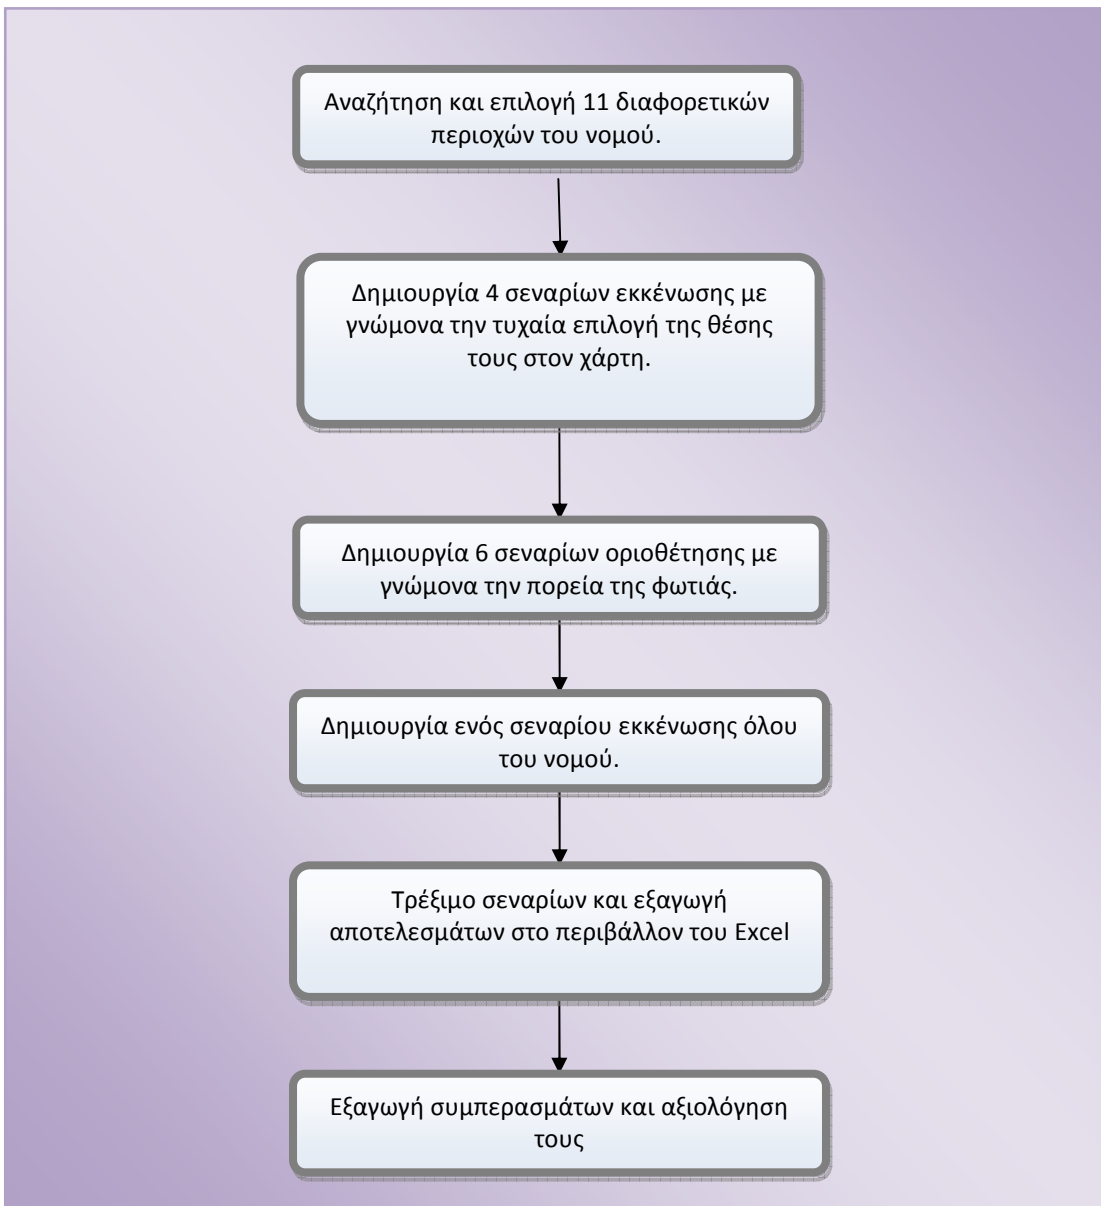 Αναζήτηση και επιλογή 11 διαφορετικών
περιοχών του νομού.
Δημιουργία 4 σεναρίων εκκένωσης με
γνώμονα την τυχαία επιλογή της θέσης
τους στον χάρτη.
Δημιουργία 6 σεναρίων οριοθέτησης με
γνώμονα την πορεία της φωτιάς.
Δημιουργία ενός σεναρίου εκκένωσης όλου
του νομού.
Τρέξιμο σεναρίων και εξαγωγή
αποτελεσμάτων στο περιβάλλον του Excel
Εξαγωγή συμπερασμάτων και αξιολόγηση
τους